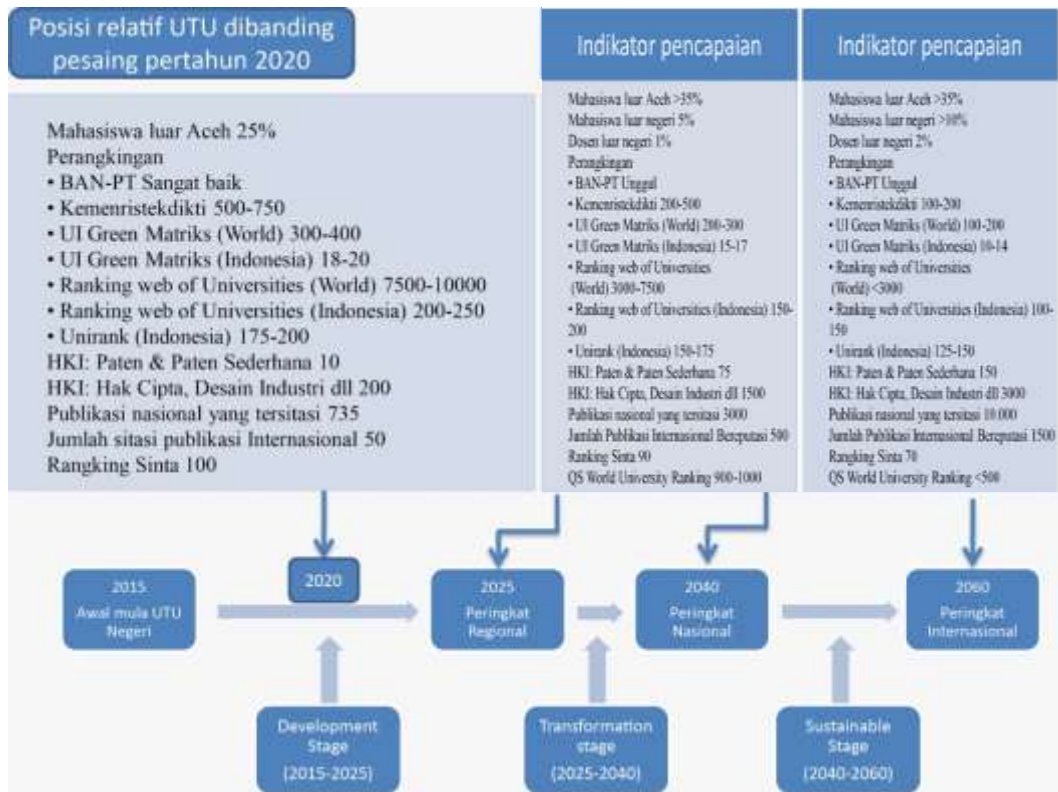 Posisi relatif UTU dibanding
pesaing pertahun 2020
Mahasiswa luar Aceh 25%
Perangkingan
• BAN-PT Sangat baik
• Kemenristekdikti 500-750
• UI Green Matriks (World) 300-400
• UI Green Matriks (Indonesia) 18-20
• Ranking web of Universities (World) 7500-10000
• Ranking web of Universities (Indonesia) 200-250
• Unirank (Indonesia) 175-200
HKI: Paten & Paten Sederhana 10
HKI: Hak Cipta, Desain Industri dll 200
Publikasi nasional yang tersitasi 735
Jumlah sitasi publikasi Internasional 50
Rangking Sinta 100
Indikator pencapaian
Mahasiswa luar Aceh >35%
Mahasiswa luar negeri 5%
Dosen luar negeri 1%
Perangkingan
• BAN-PT Unggul
• Kemenristekdikti 200-500
• UI Green Matriks (World) 200-300
• UI Green Matriks (Indonesia) 15-17
• Ranking web of Universities
(World) 3000-7500
• Ranking web of Universities (Indonesia) 150-
200
• Unirank (Indonesia) 150-175
HKI: Paten & Paten Sederhana 75
HKI: Hak Cipta, Desain Industri dll 1500
Publikasi nasional yang tersitasi 3000
Jumlah Publikasi Internasional Bereputasi 500
Ranking Sinta 90
QS World University Ranking 900-1000
Indikator pencapaian
Mahasiswa luar Aceh >35%
Mahasiswa luar negeri >10%
Dosen luar negeri 2%
Perangkingan
• BAN-PT Unggul
• Kemenristekdikti 100-200
• UI Green Matriks (World) 100-200
• UI Green Matriks (Indonesia) 10-14
• Ranking web of Universities
(World) <3000
• Ranking web of Universities (Indonesia) 100-
150
• Unirank (Indonesia) 125-150
HKI: Paten & Paten Sederhana 150
HKI: Hak Cipta, Desain Industri dll 3000
Publikasi nasional yang tersitasi 10.000
Jumlah Publikasi Internasional Bereputasi 1500
Rangking Sinta 70
QS World University Ranking <500
2015
Awal mula UTU
Negeri
2020
2025
Peringkat
Regional
2040
Peringkat
Nasional
2060
Peringkat
Internasional
Development
Stage
(2015-2025)
Transformation
stage
(2025-2040)
Sustainable
Stage
(2040-2060)